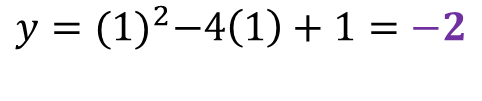 y = (1)²−4(1) + 1 = −2